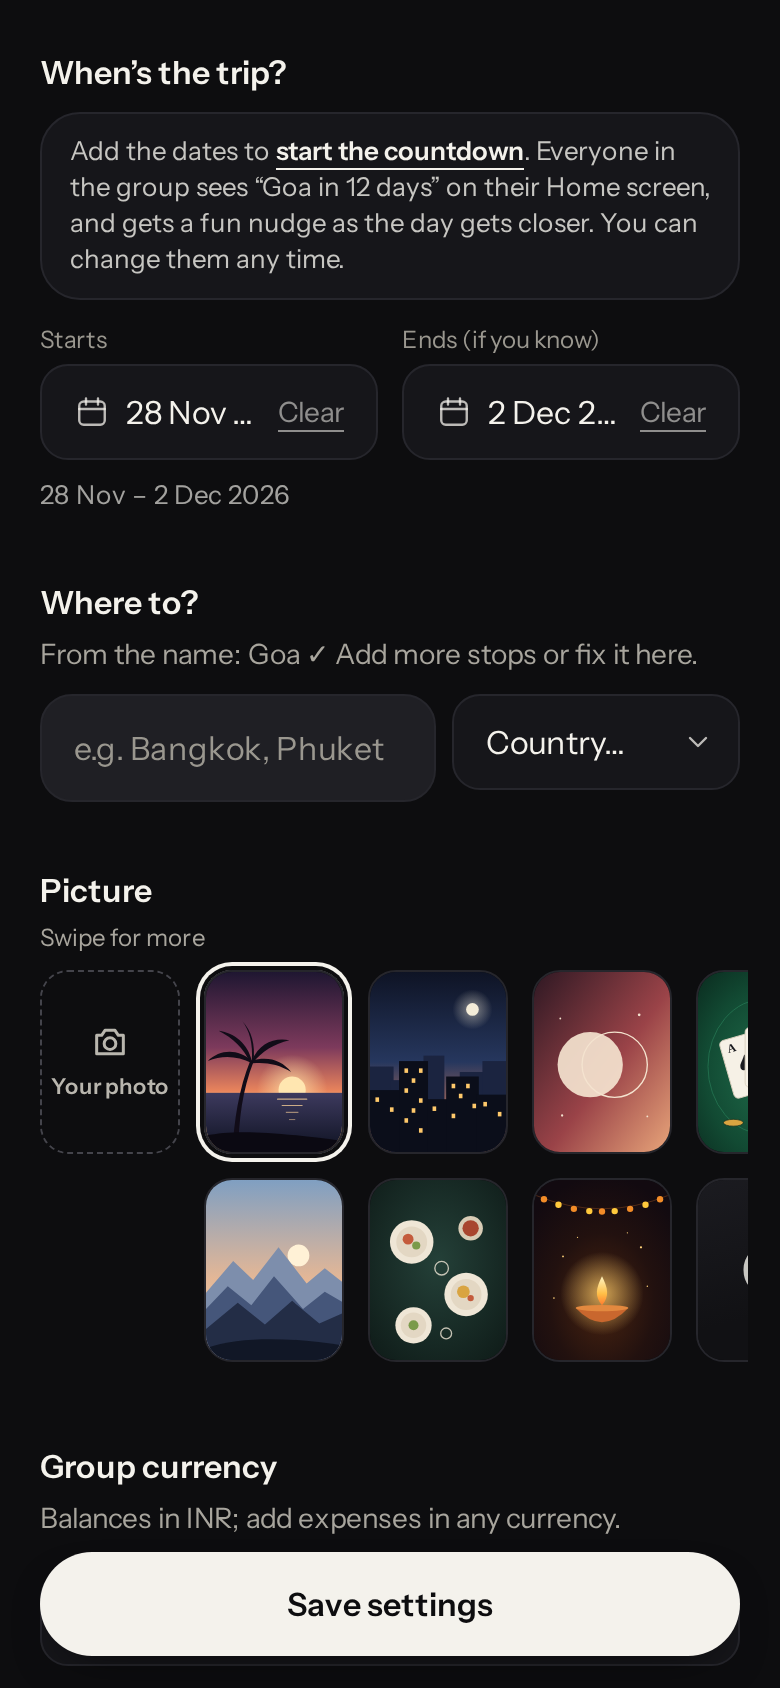 When’s the trip?
Add the dates to start the countdown. Everyone in
the group sees “Goa in 12 days” on their Home screen,
and gets a fun nudge as the day gets closer. You can
change them any time.
Starts
Ends (if you know)
28 Nov ... Clear
2 Dec 2... Clear
28 Nov – 2 Dec 2026
Where to?
From the name: Goa ✓ Add more stops or fix it here.
e.g. Bangkok, Phuket
Country...
Picture
Swipe for more
Your photo
A
Group currency
Balances in INR; add expenses in any currency.
Save settings